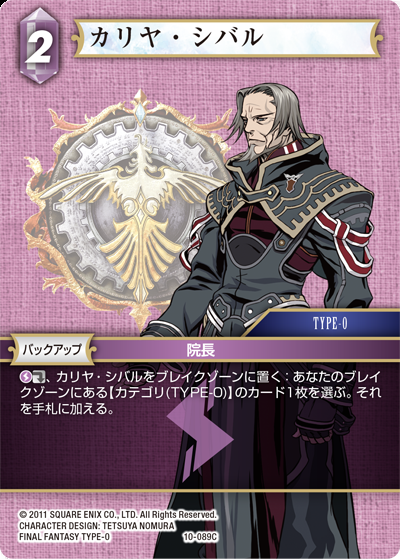 2
カリヤ・シバル
TYPE-0
バックアップ
院長
、カリヤ・シバルをブレイクゾーンに置く：あなたのブレイ
クゾーンにある【カテゴリ(TYPE-0)】のカード1枚を選ぶ。それ
を手札に加える。
© 2011 SQUARE ENIX CO., LTD. All Rights Reserved.
CHARACTER DESIGN: TETSUYA NOMURA
FINAL FANTASY TYPE-0
10-089C